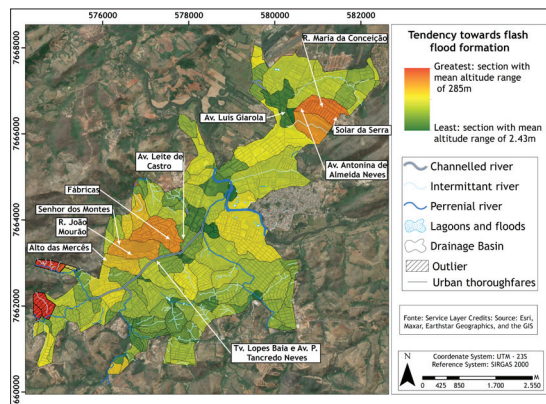 576000
578000
580000
582000
7668000
7666000
7664000
7662000
7660000
R. Maria da Conceição
Av. Luis Giarola
Solar da Serra
Av. Antonina de
Almeida Neves
Av. Leite de
Castro
Fábricas
Senhor dos Montes
R. João
Mourão
Alto das Mercês
Tv. Lopes Baia e Av. P.
Tancredo Neves
Tendency towards flash
flood formation
Greatest: section with
mean altitude range
of 285m
Least: section with mean
altitude range of 2.43m
Channelled river
Intermittant river
Perrenial river
Lagoons and floods
Drainage Basin
Outlier
Urban thoroughfares
Fonte: Service Layer Credits: Source: Esri,
Maxar, Earthstar Geographics, and the GIS
Coordenate System: UTM - 23S
Reference System: SIRGAS 2000
N
0 425 850 1.700 2.550
M